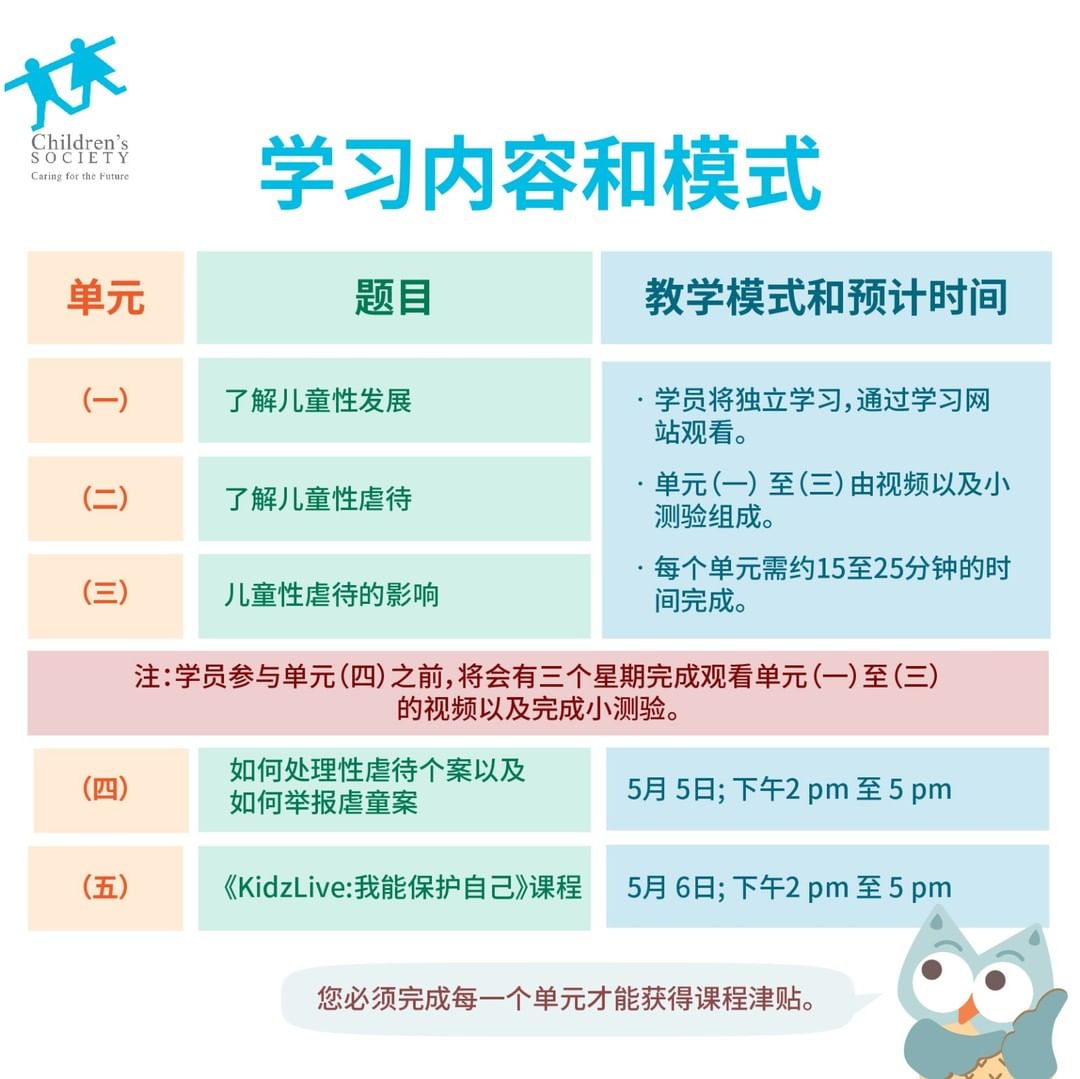 Children's
SOCIETY
Caring for the Future
学习内容和模式
单元
题目
教学模式和预计时间
（一）
了解儿童性发展
（二）
了解儿童性虐待
（三）
儿童性虐待的影响
· 学员将独立学习，通过学习网
站观看。
· 单元（一） 至（三）由视频以及小
测验组成。
· 每个单元需约15至25分钟的时
间完成。
注：学员参与单元（四）之前，将会有三个星期完成观看单元（一）至（三）
的视频以及完成小测验。
（四）
如何处理性虐待个案以及
如何举报虐童案
5月 5日; 下午2 pm 至 5 pm
（五）
《KidzLive:我能保护自己》课程
5月 6日; 下午2 pm 至 5 pm
您必须完成每一个单元才能获得课程津贴。